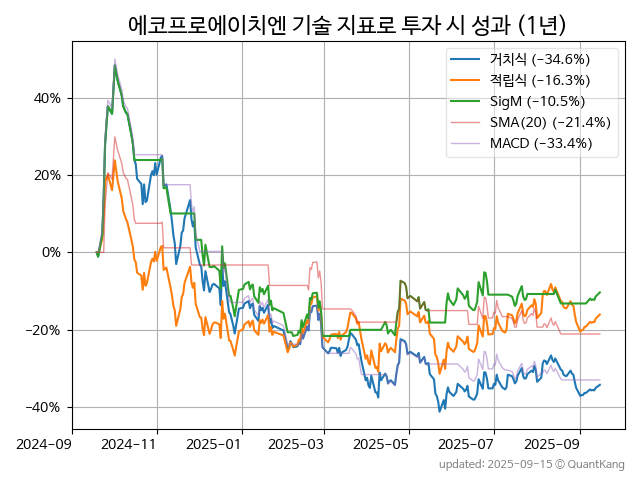 에코프로에이치엔 기술 지표로 투자 시 성과 (1년)
거치식 (−34.6%)
적립식 (−16.3%)
SigM (−10.5%)
SMA(20) (−21.4%)
MACD (−33.4%)
40%
20%
0%
−20%
−40%
2024−09
2024−11
2025−01
2025−03
2025−05
2025−07
2025−09
updated: 2025−09−15 © QuantKang